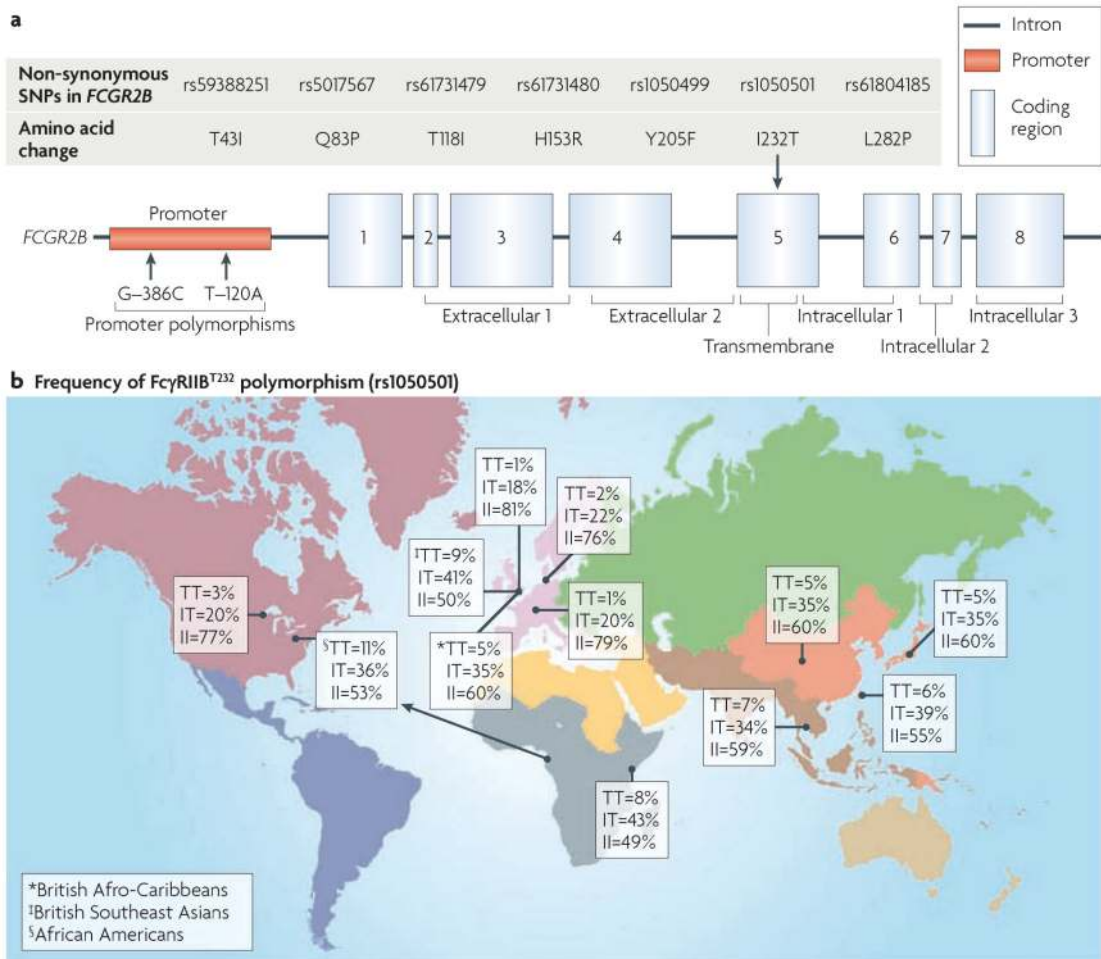 a
Non-synonymous SNPs in FCGR2B rs59388251 rs5017567 rs61731479 rs61731480 rs1050499 rs1050501 rs61804185
Amino acid change T43I Q83P T118I H153R Y205F I232T L282P
Intron
Promoter
Coding region
FCGR2B
Promoter
1 2 3 4 5 6 7 8
G–386C T–120A
Promoter polymorphisms
Extracellular 1 Extracellular 2 Intracellular 1 Intracellular 3
Transmembrane Intracellular 2
b Frequency of FcγRIIB^T232 polymorphism (rs1050501)
TT=1%
IT=18%
II=81%
TT=2%
IT=22%
II=76%
‡TT=9%
IT=41%
II=50%
TT=3%
IT=20%
II=77%
§TT=11%
IT=36%
II=53%
*TT=5%
IT=35%
II=60%
TT=1%
IT=20%
II=79%
TT=5%
IT=35%
II=60%
TT=5%
IT=35%
II=60%
TT=7%
IT=34%
II=59%
TT=6%
IT=39%
II=55%
TT=8%
IT=43%
II=49%
*British Afro-Caribbeans
‡British Southeast Asians
§African Americans